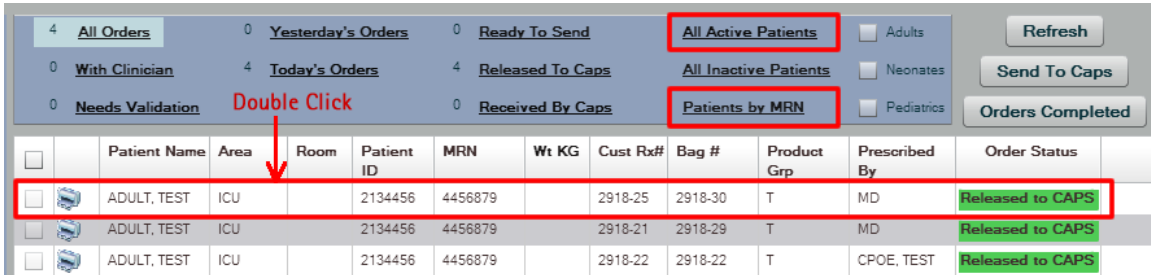 4 All Orders 0 Yesterday's Orders 0 Ready To Send All Active Patients Adults Refresh
0 With Clinician 4 Today's Orders 4 Released To Caps All Inactive Patients Neonates Send To Caps
0 Needs Validation Double Click 0 Received By Caps Patients by MRN Pediatrics Orders Completed
Patient Name Area Room Patient ID MRN Wt KG Cust Rx# Bag # Product Grp Prescribed By Order Status
ADULT, TEST ICU 2134456 4456879 2918-25 2918-30 T MD Released to CAPS
ADULT, TEST ICU 2134456 4456879 2918-21 2918-29 T MD Released to CAPS
ADULT, TEST ICU 2134456 4456879 2918-22 2918-22 T CPOE, TEST Released to CAPS